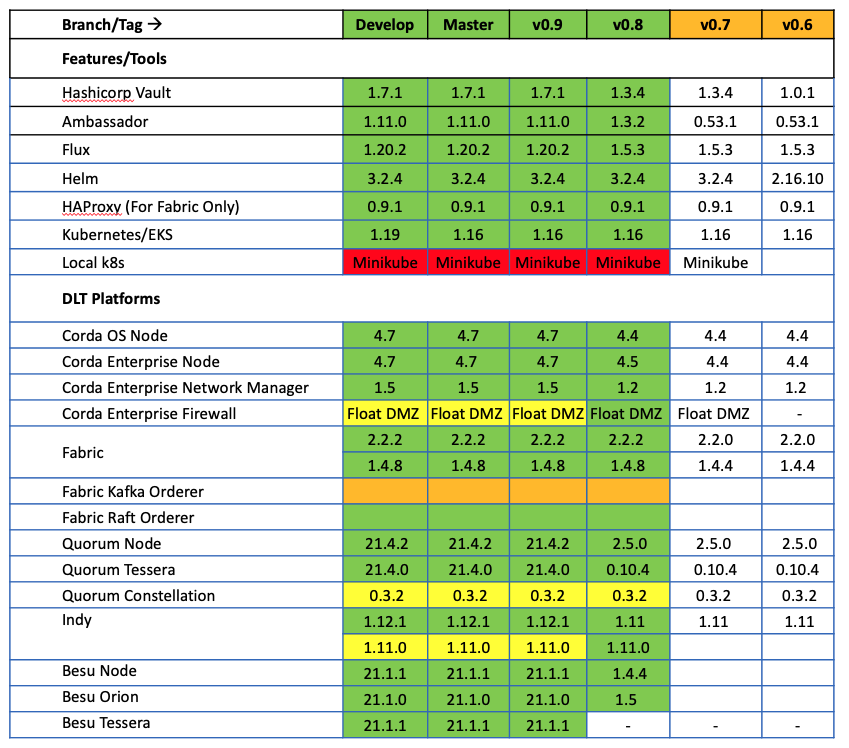 Branch/Tag → Develop Master v0.9 v0.8 v0.7 v0.6
Features/Tools
Hashicorp Vault 1.7.1 1.7.1 1.7.1 1.3.4 1.3.4 1.0.1
Ambassador 1.11.0 1.11.0 1.11.0 1.3.2 0.53.1 0.53.1
Flux 1.20.2 1.20.2 1.20.2 1.5.3 1.5.3 1.5.3
Helm 3.2.4 3.2.4 3.2.4 3.2.4 3.2.4 2.16.10
HAProxy (For Fabric Only) 0.9.1 0.9.1 0.9.1 0.9.1 0.9.1 0.9.1
Kubernetes/EKS 1.19 1.16 1.16 1.16 1.16 1.16
Local k8s Minikube Minikube Minikube Minikube Minikube
DLT Platforms
Corda OS Node 4.7 4.7 4.7 4.4 4.4 4.4
Corda Enterprise Node 4.7 4.7 4.7 4.5 4.4 4.4
Corda Enterprise Network Manager 1.5 1.5 1.5 1.2 1.2 1.2
Corda Enterprise Firewall Float DMZ Float DMZ Float DMZ Float DMZ Float DMZ -
Fabric 2.2.2 2.2.2 2.2.2 2.2.2 2.2.0 2.2.0
1.4.8 1.4.8 1.4.8 1.4.8 1.4.4 1.4.4
Fabric Kafka Orderer
Fabric Raft Orderer
Quorum Node 21.4.2 21.4.2 21.4.2 2.5.0 2.5.0 2.5.0
Quorum Tessera 21.4.0 21.4.0 21.4.0 0.10.4 0.10.4 0.10.4
Quorum Constellation 0.3.2 0.3.2 0.3.2 0.3.2 0.3.2 0.3.2
Indy 1.12.1 1.12.1 1.12.1 1.11 1.11 1.11
1.11.0 1.11.0 1.11.0 1.11.0
Besu Node 21.1.1 21.1.1 21.1.1 1.4.4
Besu Orion 21.1.0 21.1.0 21.1.0 1.5
Besu Tessera 21.1.1 21.1.1 21.1.1 - - -